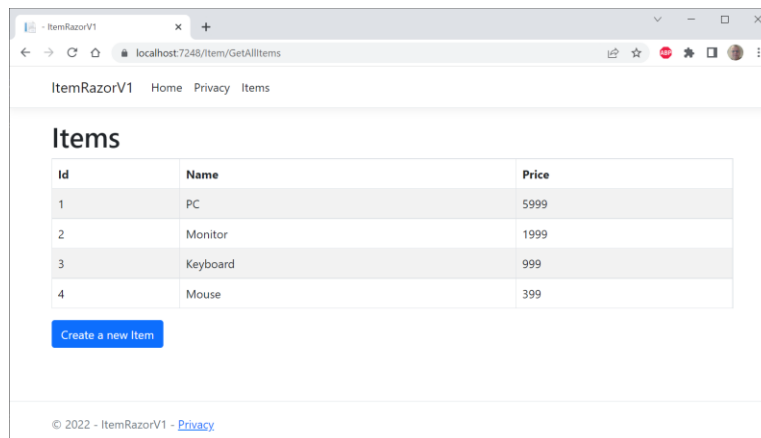 - ItemRazorV1
localhost:7248/Item/GetAllItems
ABP
ItemRazorV1 Home Privacy Items
Items
Id Name Price
1 PC 5999
2 Monitor 1999
3 Keyboard 999
4 Mouse 399
Create a new Item
© 2022 - ItemRazorV1 - Privacy